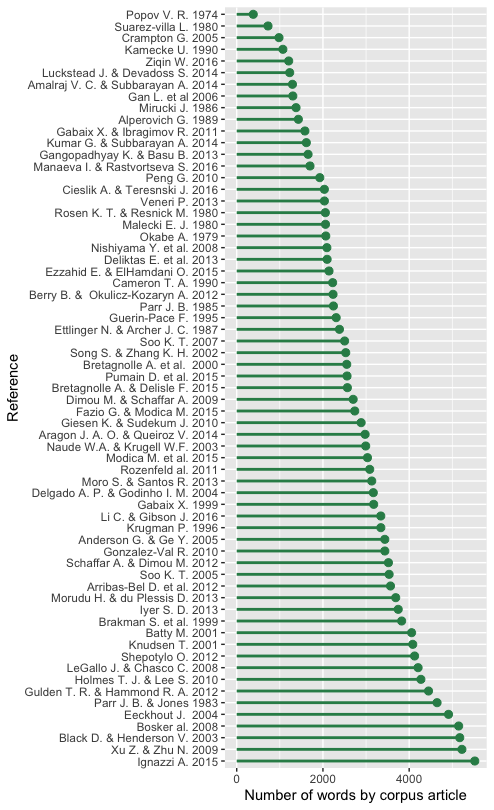 Popov V. R. 1974
Suarez-villa L. 1980
Crampton G. 2005
Kamecke U. 1990
Ziqin W. 2016
Luckstead J. & Devadoss S. 2014
Amalraj V. C. & Subbarayan A. 2014
Gan L. et al 2006
Mirucki J. 1986
Alperovich G. 1989
Gabaix X. & Ibragimov R. 2011
Kumar G. & Subbarayan A. 2014
Gangopadhyay K. & Basu B. 2013
Manaeva I. & Rastvortseva S. 2016
Peng G. 2010
Cieslik A. & Teresnski J. 2016
Veneri P. 2013
Rosen K. T. & Resnick M. 1980
Malecki E. J. 1980
Okabe A. 1979
Nishiyama Y. et al. 2008
Deliktas E. et al. 2013
Ezzahid E. & ElHamdani O. 2015
Cameron T. A. 1990
Berry B. &  Okulicz-Kozaryn A. 2012
Parr J. B. 1985
Guerin-Pace F. 1995
Ettlinger N. & Archer J. C. 1987
Soo K. T. 2007
Song S. & Zhang K. H. 2002
Bretagnolle A. et al.  2000
Pumain D. et al. 2015
Bretagnolle A. & Delisle F. 2015
Dimou M. & Schaffar A. 2009
Fazio G. & Modica M. 2015
Giesen K. & Sudekum J. 2010
Aragon J. A. O. & Queiroz V. 2014
Naude W.A. & Krugell W.F. 2003
Modica M. et al. 2015
Rozenfeld al. 2011
Moro S. & Santos R. 2013
Delgado A. P. & Godinho I. M. 2004
Gabaix X. 1999
Li C. & Gibson J. 2016
Krugman P. 1996
Anderson G. & Ge Y. 2005
Gonzalez-Val R. 2010
Schaffar A. & Dimou M. 2012
Soo K. T. 2005
Arribas-Bel D. et al. 2012
Morudu H. & du Plessis D. 2013
Iyer S. D. 2013
Brakman S. et al. 1999
Batty M. 2001
Knudsen T. 2001
Shepotylo O. 2012
LeGallo J. & Chasco C. 2008
Holmes T. J. & Lee S. 2010
Gulden T. R. & Hammond R. A. 2012
Parr J. B. & Jones 1983
Eeckhout J.  2004
Bosker al. 2008
Black D. & Henderson V. 2003
Xu Z. & Zhu N. 2009
Ignazzi A. 2015
Reference
0 2000 4000
Number of words by corpus article